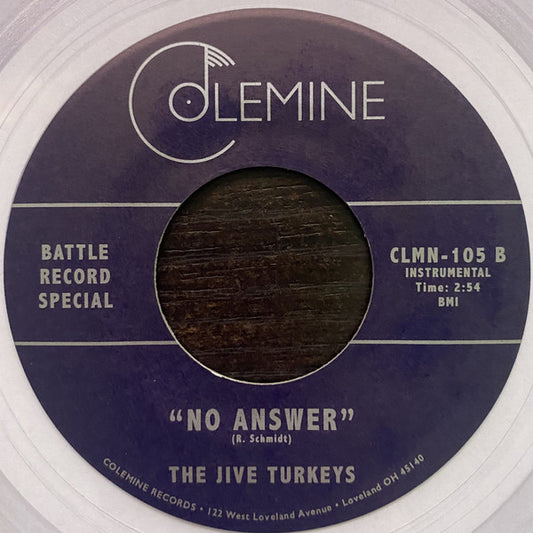 COLEMINE
BATTLE
RECORD
SPECIAL
CLMN-105 B
INSTRUMENTAL
Time: 2:54
BMI
"NO ANSWER"
(R. Schmidt)
THE JIVE TURKEYS
COLEMINE RECORDS • 122 West Loveland Avenue • Loveland OH 45140